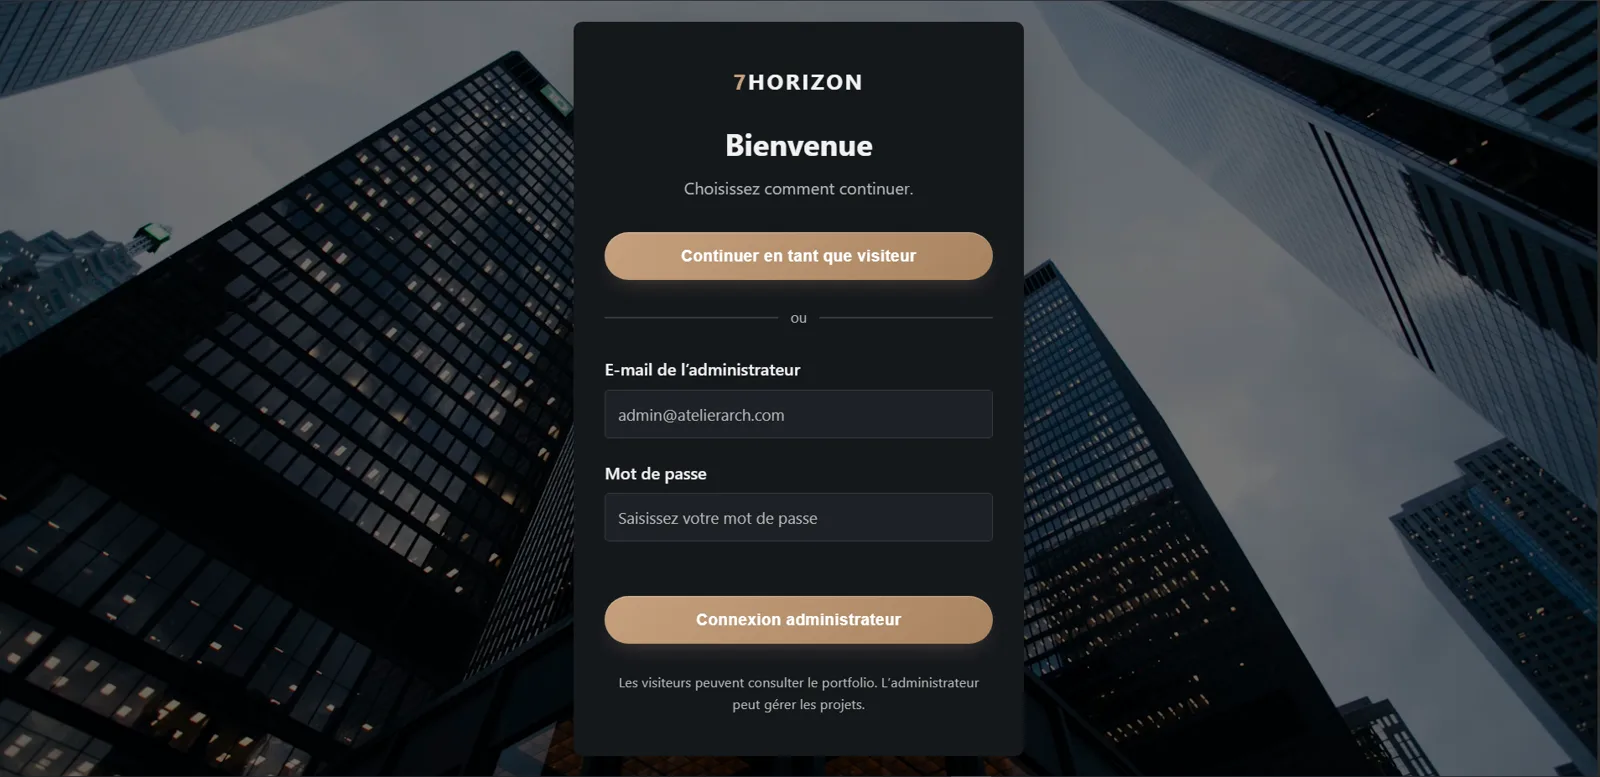 7HORIZON
Bienvenue
Choisissez comment continuer.
Continuer en tant que visiteur
ou
E-mail de l’administrateur
admin@atelierarch.com
Mot de passe
Saisissez votre mot de passe
Connexion administrateur
Les visiteurs peuvent consulter le portfolio. L’administrateur
peut gérer les projets.